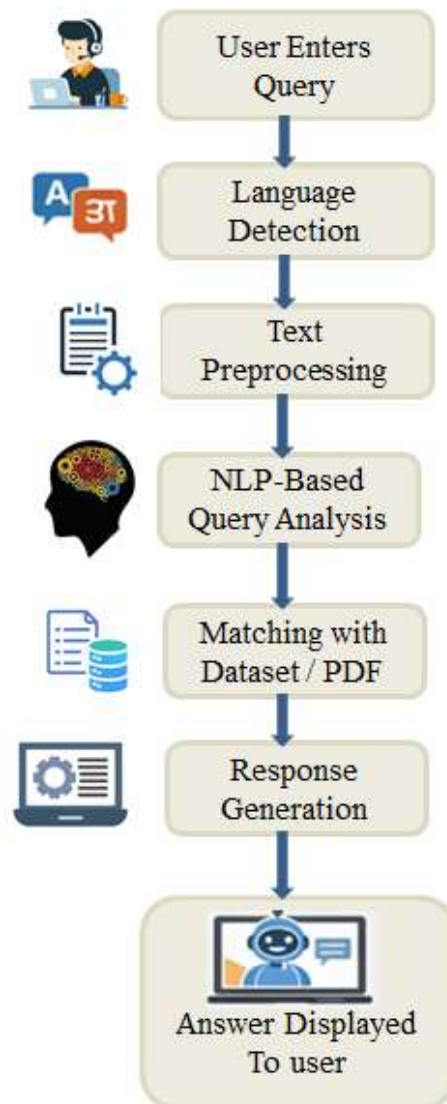 User Enters
Query
A अ
Language
Detection
Text
Preprocessing
NLP-Based
Query Analysis
Matching with
Dataset / PDF
Response
Generation
Answer Displayed
To user